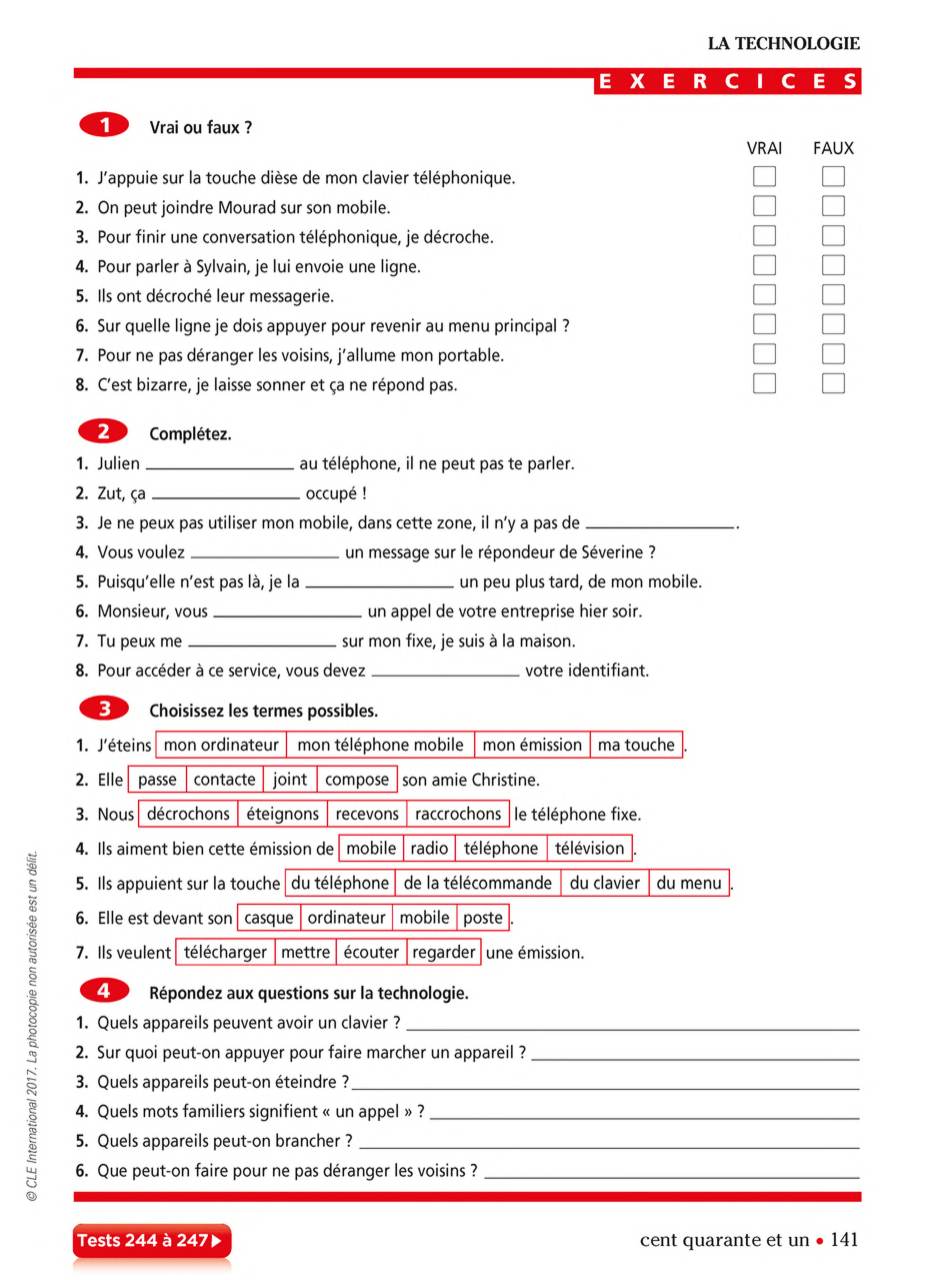 LA TECHNOLOGIE
EXERCICES
1 Vrai ou faux ?
VRAI FAUX
1. J'appuie sur la touche dièse de mon clavier téléphonique.
2. On peut joindre Mourad sur son mobile.
3. Pour finir une conversation téléphonique, je décroche.
4. Pour parler à Sylvain, je lui envoie une ligne.
5. Ils ont décroché leur messagerie.
6. Sur quelle ligne je dois appuyer pour revenir au menu principal ?
7. Pour ne pas déranger les voisins, j'allume mon portable.
8. C'est bizarre, je laisse sonner et ça ne répond pas.
2 Complétez.
1. Julien ____________ au téléphone, il ne peut pas te parler.
2. Zut, ça ____________ occupé !
3. Je ne peux pas utiliser mon mobile, dans cette zone, il n'y a pas de ____________.
4. Vous voulez ____________ un message sur le répondeur de Séverine ?
5. Puisqu'elle n'est pas là, je la ____________ un peu plus tard, de mon mobile.
6. Monsieur, vous ____________ un appel de votre entreprise hier soir.
7. Tu peux me ____________ sur mon fixe, je suis à la maison.
8. Pour accéder à ce service, vous devez ____________ votre identifiant.
3 Choisissez les termes possibles.
1. J'éteins mon ordinateur mon téléphone mobile mon émission ma touche.
2. Elle passe contacte joint compose son amie Christine.
3. Nous décrochons éteignons recevons raccrochons le téléphone fixe.
4. Ils aiment bien cette émission de mobile radio téléphone télévision.
5. Ils appuient sur la touche du téléphone de la télécommande du clavier du menu.
6. Elle est devant son casque ordinateur mobile poste.
7. Ils veulent télécharger mettre écouter regarder une émission.
4 Répondez aux questions sur la technologie.
1. Quels appareils peuvent avoir un clavier ? ____________
2. Sur quoi peut-on appuyer pour faire marcher un appareil ? ____________
3. Quels appareils peut-on éteindre ? ____________
4. Quels mots familiers signifient « un appel » ? ____________
5. Quels appareils peut-on brancher ? ____________
6. Que peut-on faire pour ne pas déranger les voisins ? ____________
© CLE International 2017. La photocopie non autorisée est un délit.
Tests 244 à 247▶
cent quarante et un • 141